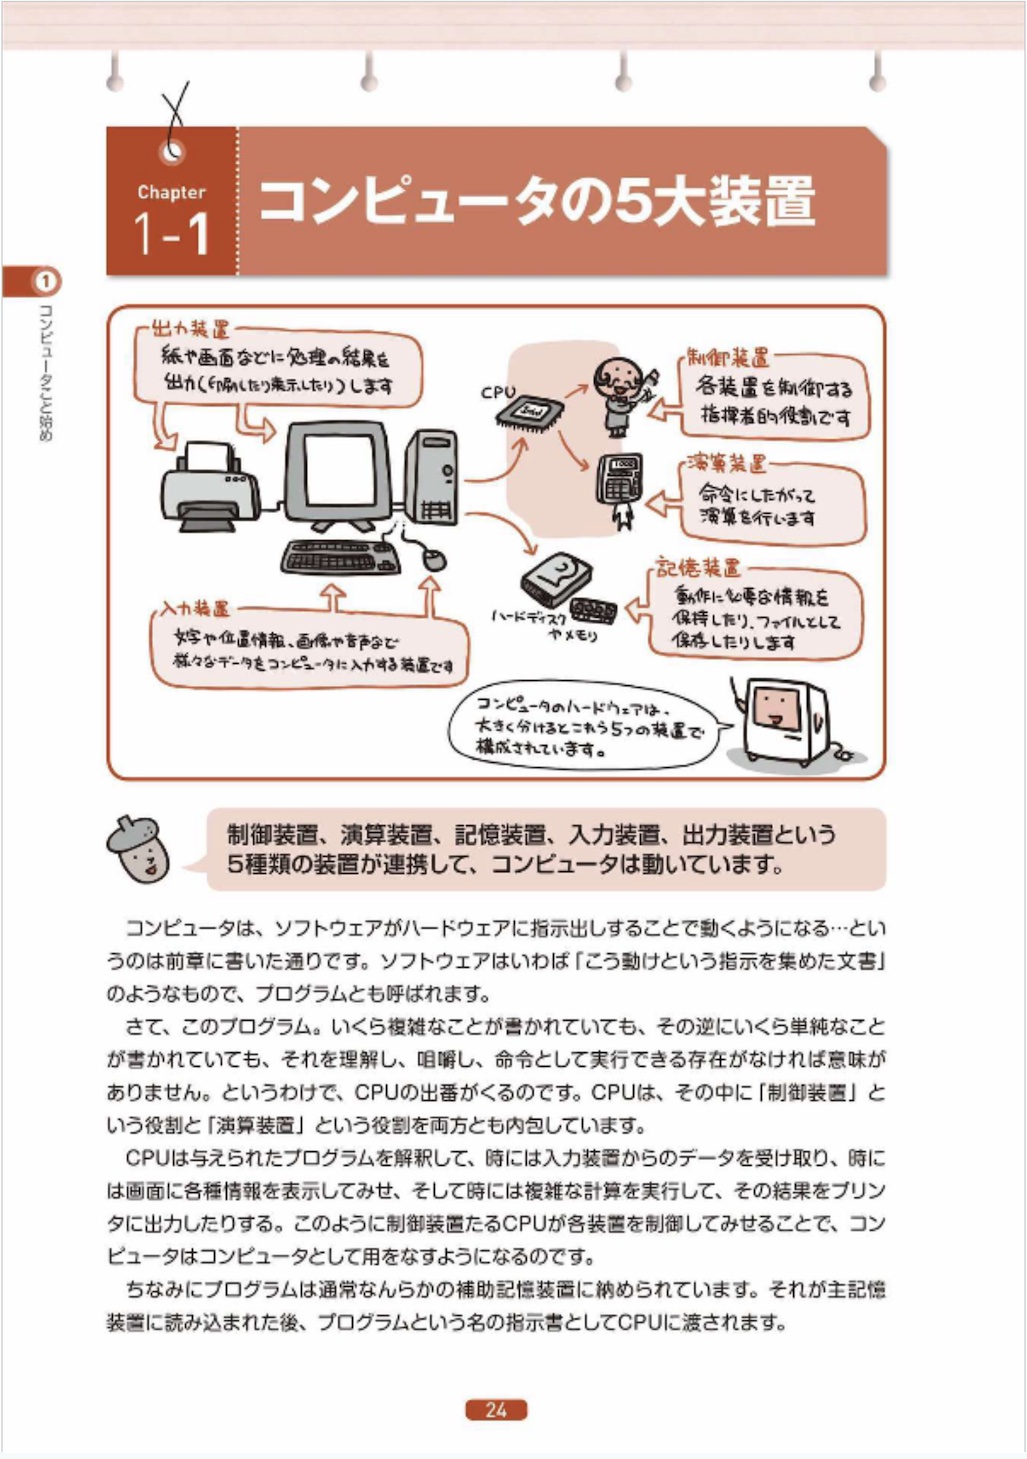 Chapter
1-1
コンピュータの5大装置
1
コンピュータこと始め
出力装置
紙や画面などに処理の結果を
出力(印刷したり表示したり)します
CPU
intel
制御装置
各装置を制御する
指揮者的役割です
演算装置
命令にしたがって
演算を行います
記憶装置
動作に必要な情報を
保持したり、ファイルとして
保存したりします
ハードディスク
やメモリ
入力装置
文字や位置情報、画像や音声など
様々なデータをコンピュータに入力する装置です
コンピュータのハードウェアは、
大きく分けるとこれら5つの装置で
構成されています。
制御装置、演算装置、記憶装置、入力装置、出力装置という
5種類の装置が連携して、コンピュータは動いています。
コンピュータは、ソフトウェアがハードウェアに指示出しすることで動くようになる…とい
うのは前章に書いた通りです。ソフトウェアはいわば「こう動けという指示を集めた文書」
のようなもので、プログラムとも呼ばれます。
さて、このプログラム。いくら複雑なことが書かれていても、その逆にいくら単純なこと
が書かれていても、それを理解し、咀嚼し、命令として実行できる存在がなければ意味が
ありません。というわけで、CPUの出番がくるのです。CPUは、その中に「制御装置」と
いう役割と「演算装置」という役割を両方とも内包しています。
CPUは与えられたプログラムを解釈して、時には入力装置からのデータを受け取り、時に
は画面に各種情報を表示してみせ、そして時には複雑な計算を実行して、その結果をプリン
タに出力したりする。このように制御装置たるCPUが各装置を制御してみせることで、コン
ピュータはコンピュータとして用をなすようになるのです。
ちなみにプログラムは通常なんらかの補助記憶装置に納められています。それが主記憶
装置に読み込まれた後、プログラムという名の指示書としてCPUに渡されます。
24